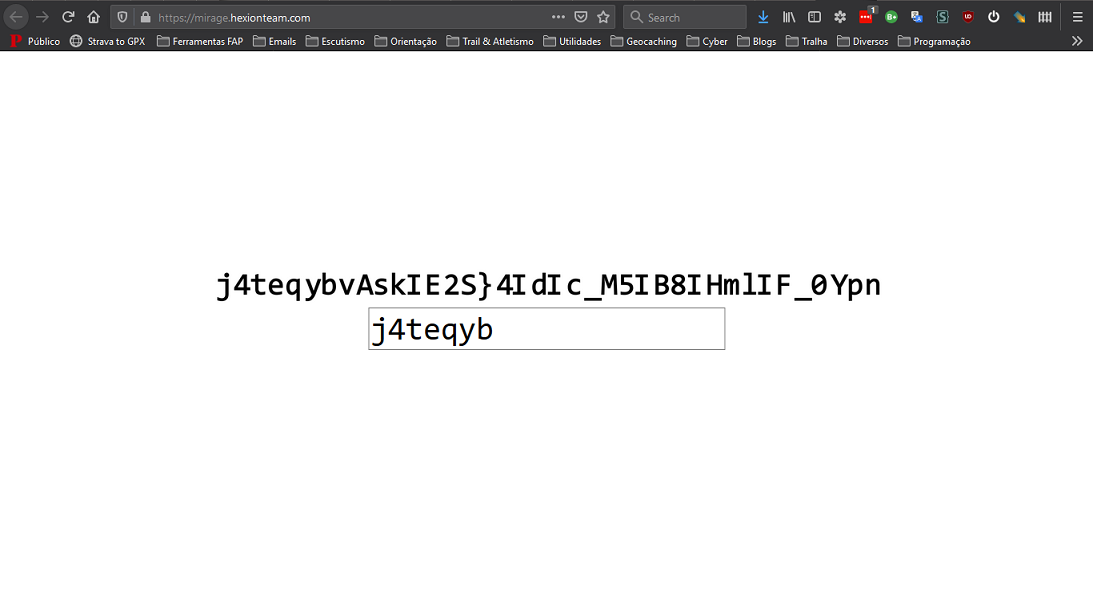 https://mirage.hexionteam.com
Search
1
Público Strava to GPX Ferramentas FAP Emails Escutismo Orientação Trail & Atletismo Utilidades Geocaching Cyber Blogs Tralha Diversos Programação
j4teqybvAskIE2S}4IdIc_M5IB8IHmlIF_0Ypn
j4teqyb